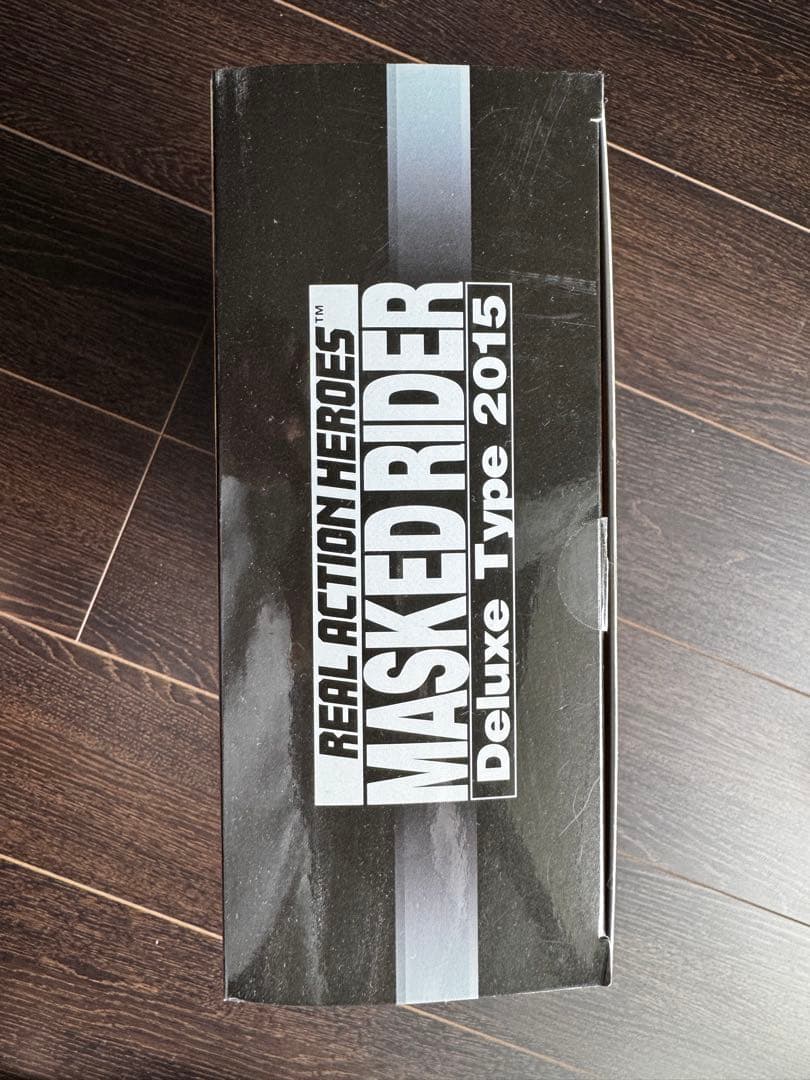 REAL ACTION HEROES™
MASKED RIDER
Deluxe Type 2015